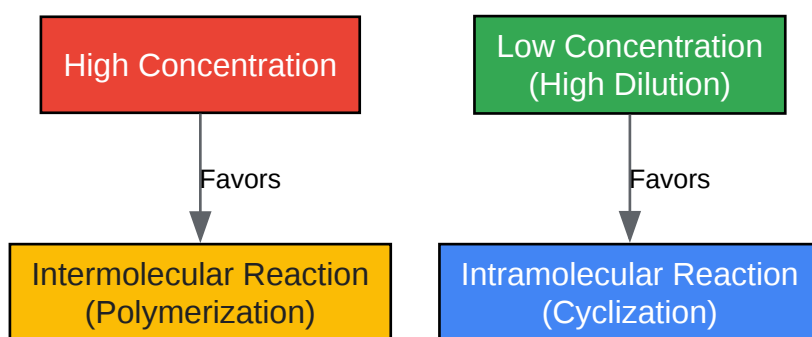 High Concentration
Low Concentration
(High Dilution)
Favors
Favors
Intermolecular Reaction
(Polymerization)
Intramolecular Reaction
(Cyclization)